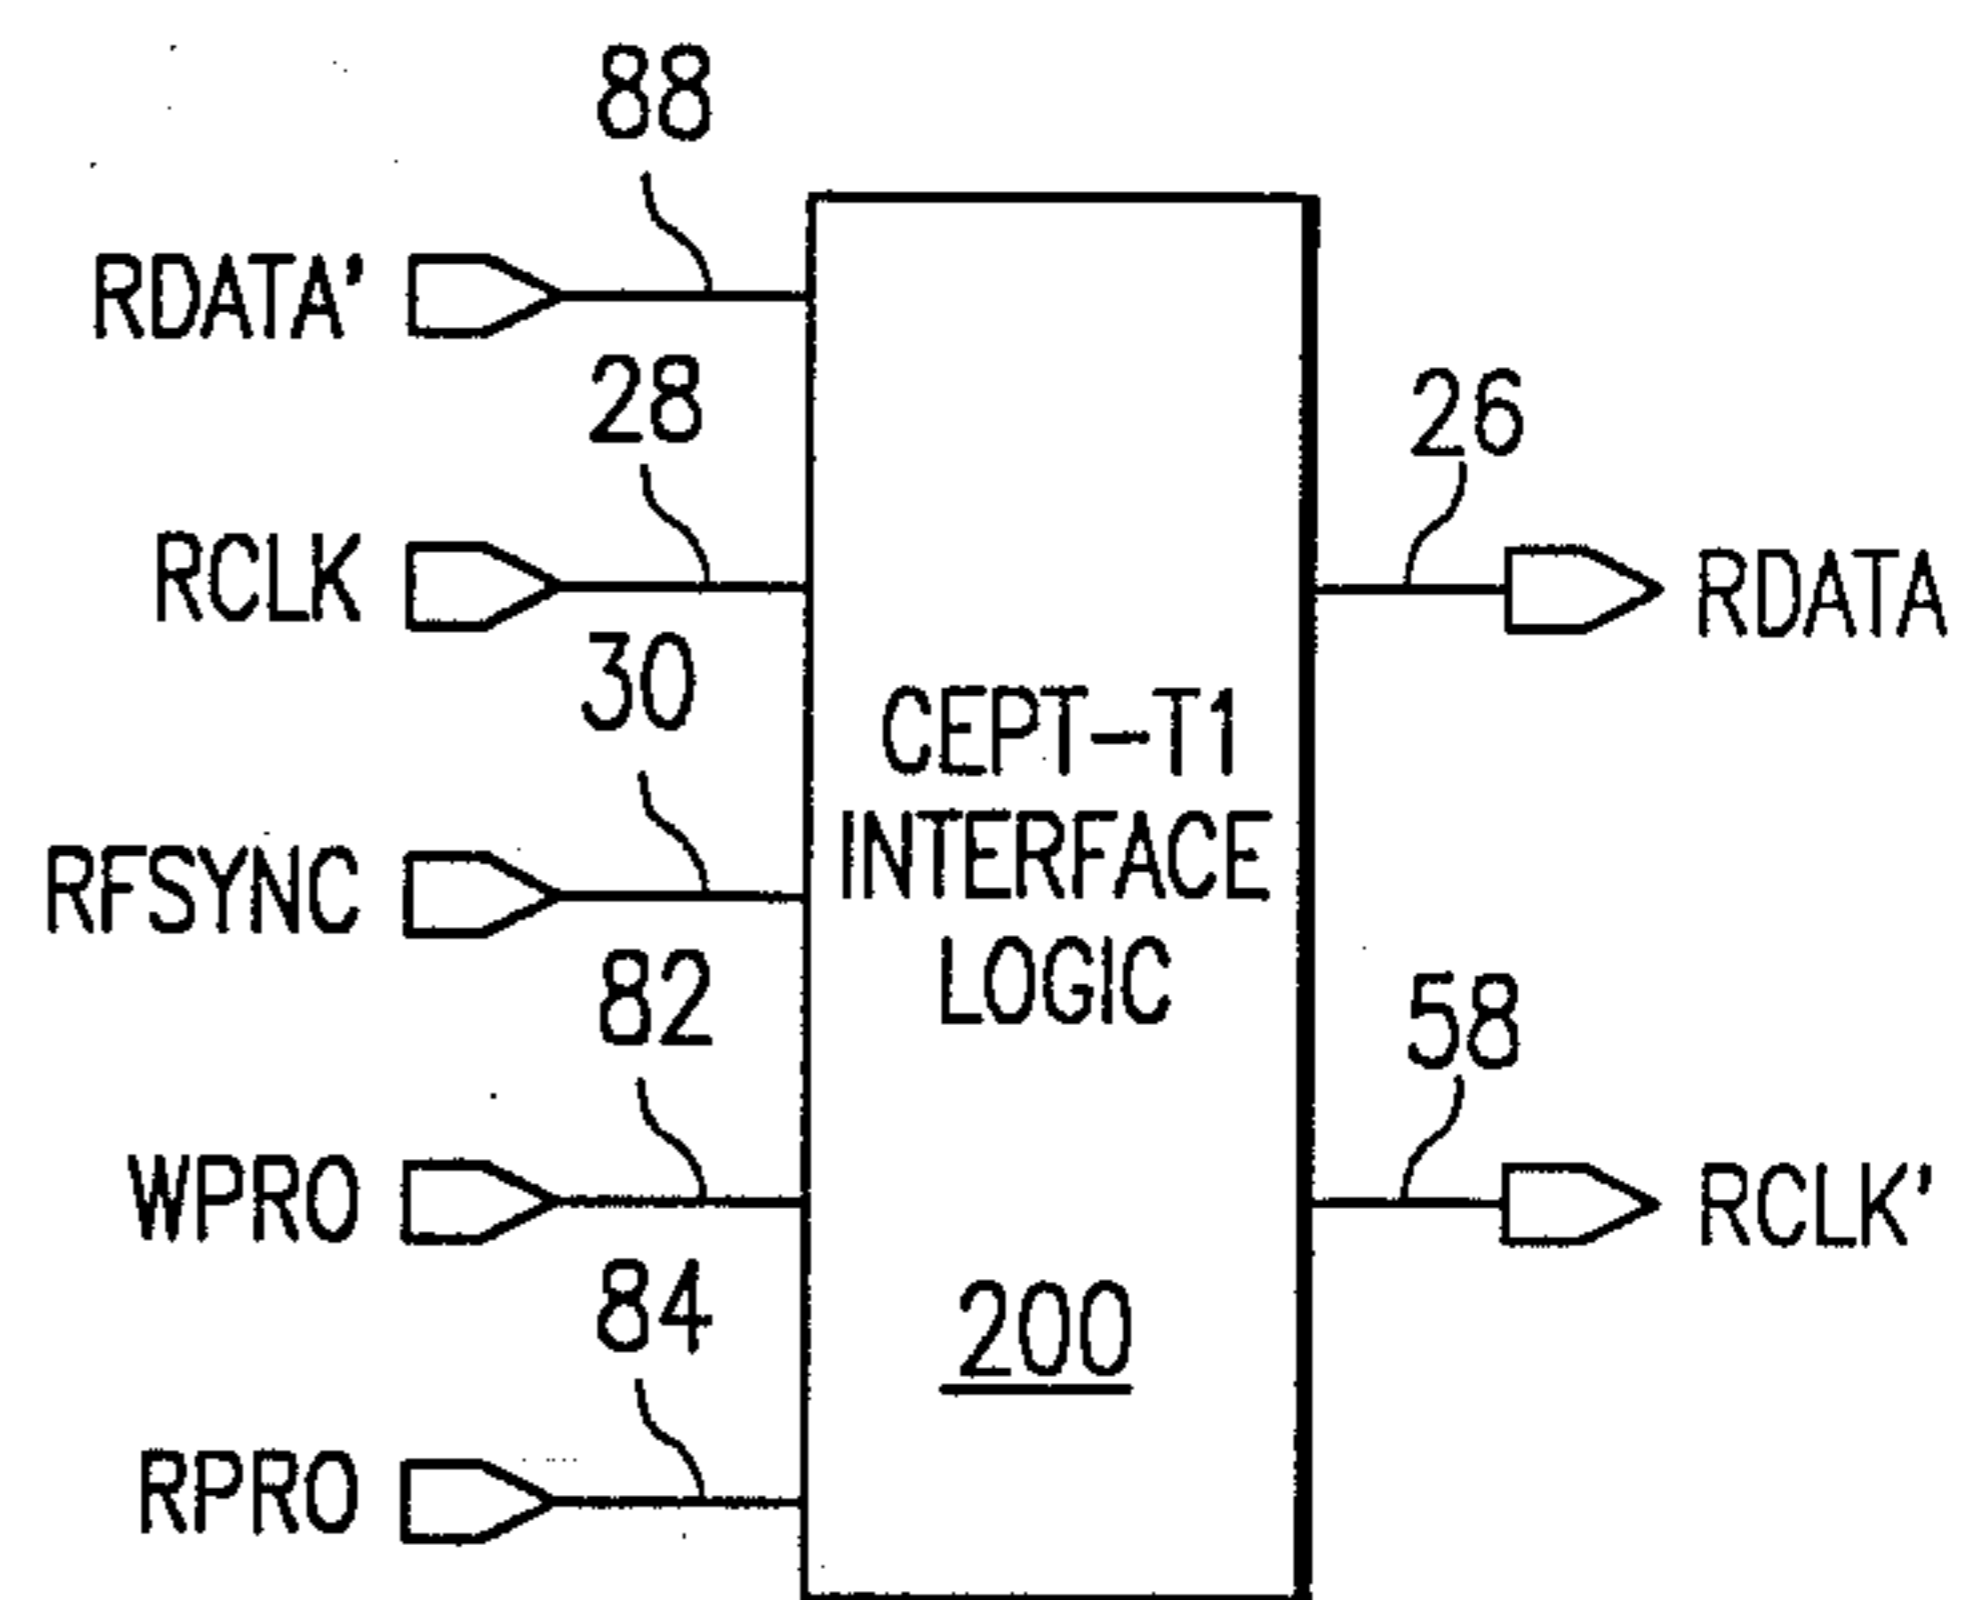 88
RDATA'
28
RCLK
26
RDATA
30
CEPT-T1
INTERFACE
LOGIC
RFSYNC
82
58
WPRO
RCLK'
84
200
RPRO